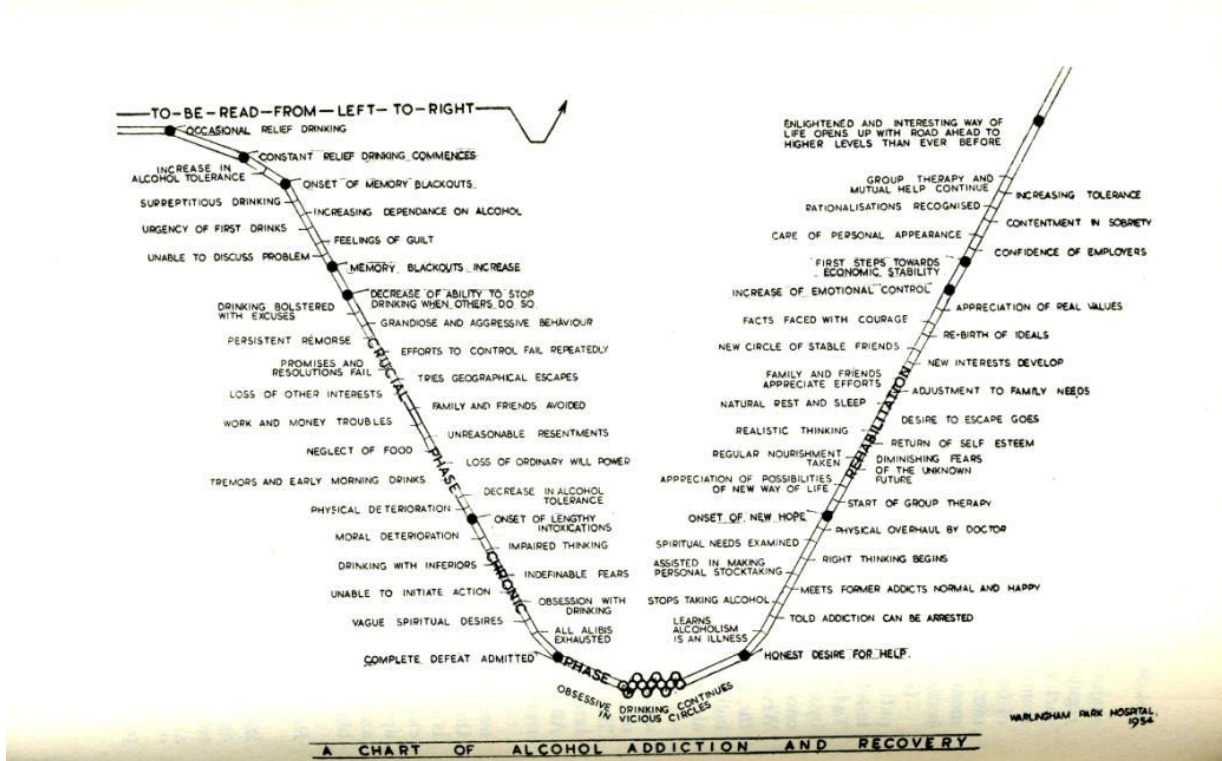 TO-BE-READ-FROM-LEFT-TO-RIGHT
OCCASIONAL RELIEF DRINKING
CONSTANT RELIEF DRINKING COMMENCES
INCREASE IN
ALCOHOL TOLERANCE
ONSET OF MEMORY BLACKOUTS
SURREPTITIOUS DRINKING
INCREASING DEPENDANCE ON ALCOHOL
URGENCY OF FIRST DRINKS
FEELINGS OF GUILT
UNABLE TO DISCUSS PROBLEM
MEMORY BLACKOUTS INCREASE
DECREASE OF ABILITY TO STOP
DRINKING WHEN OTHERS DO SO
DRINKING BOLSTERED
WITH EXCUSES
GRANDIOSE AND AGGRESSIVE BEHAVIOUR
PERSISTENT REMORSE
EFFORTS TO CONTROL FAIL REPEATEDLY
PROMISES AND
RESOLUTIONS FAIL
TRIES GEOGRAPHICAL ESCAPES
LOSS OF OTHER INTERESTS
FAMILY AND FRIENDS AVOIDED
WORK AND MONEY TROUBLES
UNREASONABLE RESENTMENTS
NEGLECT OF FOOD
LOSS OF ORDINARY WILL POWER
TREMORS AND EARLY MORNING DRINKS
DECREASE IN ALCOHOL
TOLERANCE
CRUCIAL PHASE
PHYSICAL DETERIORATION
ONSET OF LENGTHY
INTOXICATIONS
MORAL DETERIORATION
IMPAIRED THINKING
DRINKING WITH INFERIORS
INDEFINABLE FEARS
UNABLE TO INITIATE ACTION
OBSESSION WITH
DRINKING
VAGUE SPIRITUAL DESIRES
ALL ALIBIS
EXHAUSTED
COMPLETE DEFEAT ADMITTED
CHRONIC PHASE
OBSESSIVE DRINKING CONTINUES
IN VICIOUS CIRCLES
HONEST DESIRE FOR HELP
LEARNS
ALCOHOLISM
IS AN ILLNESS
TOLD ADDICTION CAN BE ARRESTED
STOPS TAKING ALCOHOL
MEETS FORMER ADDICTS NORMAL AND HAPPY
ASSISTED IN MAKING
PERSONAL STOCKTAKING
RIGHT THINKING BEGINS
SPIRITUAL NEEDS EXAMINED
PHYSICAL OVERHAUL BY DOCTOR
ONSET OF NEW HOPE
START OF GROUP THERAPY
APPRECIATION OF POSSIBILITIES
OF NEW WAY OF LIFE
DIMINISHING FEARS
OF THE UNKNOWN
FUTURE
REGULAR NOURISHMENT
TAKEN
RETURN OF SELF ESTEEM
REALISTIC THINKING
DESIRE TO ESCAPE GOES
NATURAL REST AND SLEEP
ADJUSTMENT TO FAMILY NEEDS
FAMILY AND FRIENDS
APPRECIATE EFFORTS
NEW INTERESTS DEVELOP
REHABILITATION
NEW CIRCLE OF STABLE FRIENDS
RE-BIRTH OF IDEALS
FACTS FACED WITH COURAGE
APPRECIATION OF REAL VALUES
INCREASE OF EMOTIONAL CONTROL
FIRST STEPS TOWARDS
ECONOMIC STABILITY
CONFIDENCE OF EMPLOYERS
CARE OF PERSONAL APPEARANCE
CONTENTMENT IN SOBRIETY
RATIONALISATIONS RECOGNISED
INCREASING TOLERANCE
GROUP THERAPY AND
MUTUAL HELP CONTINUE
ENLIGHTENED AND INTERESTING WAY OF
LIFE OPENS UP WITH ROAD AHEAD TO
HIGHER LEVELS THAN EVER BEFORE
WARLINGHAM PARK HOSPITAL,
1954
A CHART OF ALCOHOL ADDICTION AND RECOVERY